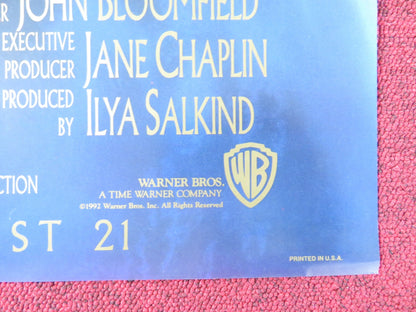 JOHN BLOOMFIELD
EXECUTIVE
PRODUCER JANE CHAPLIN
PRODUCED
BY ILYA SALKIND
CTION
WARNER BROS.
A TIME WARNER COMPANY
©1992 Warner Bros. Inc. All Rights Reserved
WB
ST 21
PRINTED IN U.S.A.